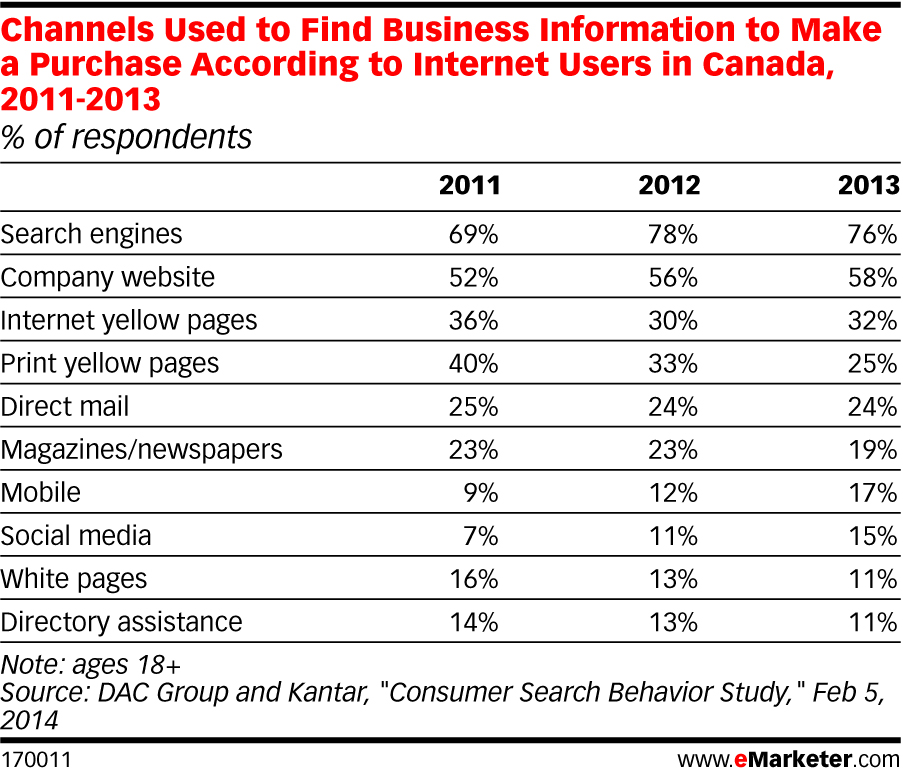 Channels Used to Find Business Information to Make
a Purchase According to Internet Users in Canada,
2011-2013
% of respondents
2011 2012 2013
Search engines 69% 78% 76%
Company website 52% 56% 58%
Internet yellow pages 36% 30% 32%
Print yellow pages 40% 33% 25%
Direct mail 25% 24% 24%
Magazines/newspapers 23% 23% 19%
Mobile 9% 12% 17%
Social media 7% 11% 15%
White pages 16% 13% 11%
Directory assistance 14% 13% 11%
Note: ages 18+
Source: DAC Group and Kantar, "Consumer Search Behavior Study," Feb 5,
2014
170011 www.eMarketer.com